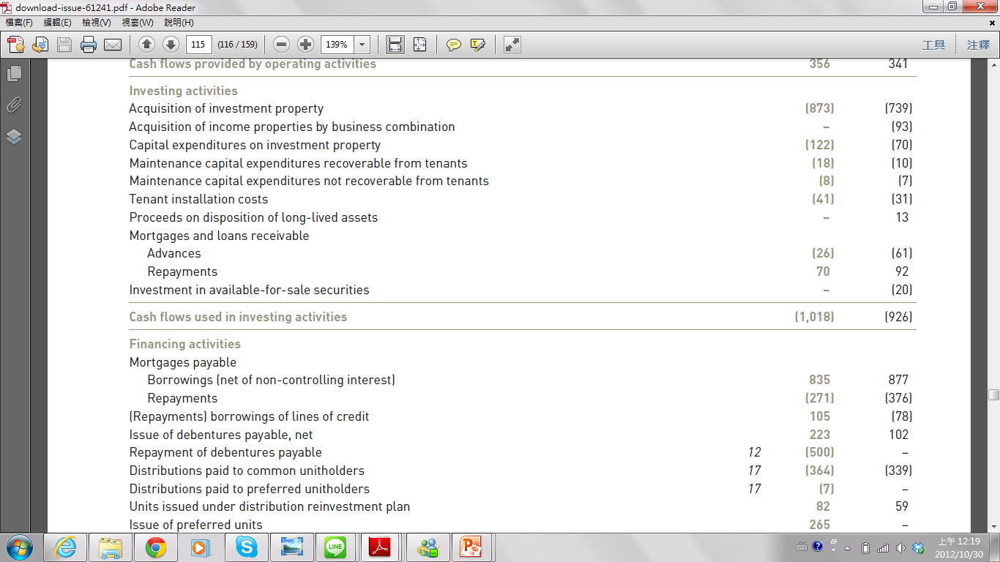 download-issue-61241.pdf - Adobe Reader
檔案(F) 編輯(E) 檢視(V) 視窗(W) 說明(H)
115 (116 / 159) 139% 工具 注釋
Cash flows provided by operating activities 356 341
Investing activities
Acquisition of investment property (873) (739)
Acquisition of income properties by business combination – (93)
Capital expenditures on investment property (122) (70)
Maintenance capital expenditures recoverable from tenants (18) (10)
Maintenance capital expenditures not recoverable from tenants (8) (7)
Tenant installation costs (41) (31)
Proceeds on disposition of long-lived assets – 13
Mortgages and loans receivable
Advances (26) (61)
Repayments 70 92
Investment in available-for-sale securities – (20)
Cash flows used in investing activities (1,018) (926)
Financing activities
Mortgages payable
Borrowings (net of non-controlling interest) 835 877
Repayments (271) (376)
(Repayments) borrowings of lines of credit 105 (78)
Issue of debentures payable, net 223 102
Repayment of debentures payable 12 (500) –
Distributions paid to common unitholders 17 (364) (339)
Distributions paid to preferred unitholders 17 (7) –
Units issued under distribution reinvestment plan 82 59
Issue of preferred units 265 –
LINE
上午 12:19
2012/10/30